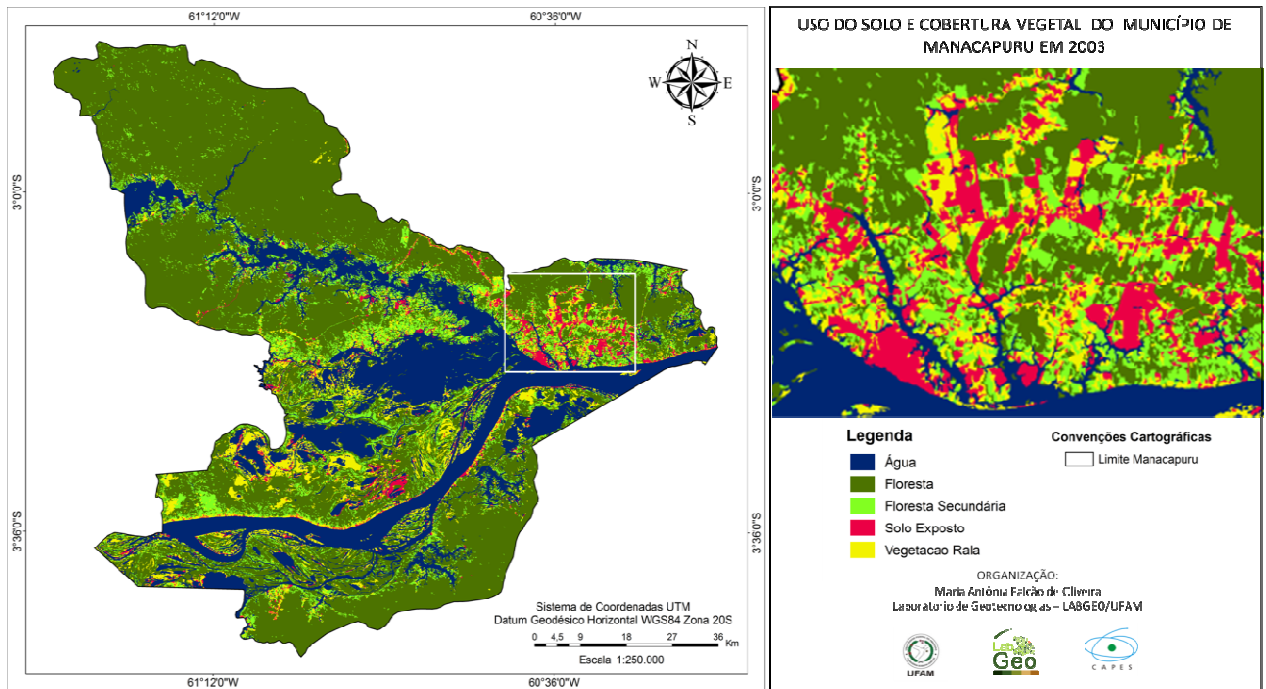 61°12'0"W
60°36'0"W
N
W
E
S
3°0'0"S
3°0'0"S
3°36'0"S
3°36'0"S
Sistema de Coordenadas UTM
Datum Geodésico Horizontal WGS84 Zona 20S
0 4,5 9 18 27 36
Km
Escala 1:250.000
61°12'0"W
60°36'0"W
USO DO SOLO E COBERTURA VEGETAL DO MUNICÍPIO DE
MANACAPURU EM 2003
Legenda
Água
Floresta
Floresta Secundária
Solo Exposto
Vegetacao Rala
Convenções Cartográficas
Limite Manacapuru
ORGANIZAÇÃO:
Maria Antônia Falcão de Oliveira
Laboratório de Geotecnologias – LABGEO/UFAM
UFAM
Lab
Geo
CAPES